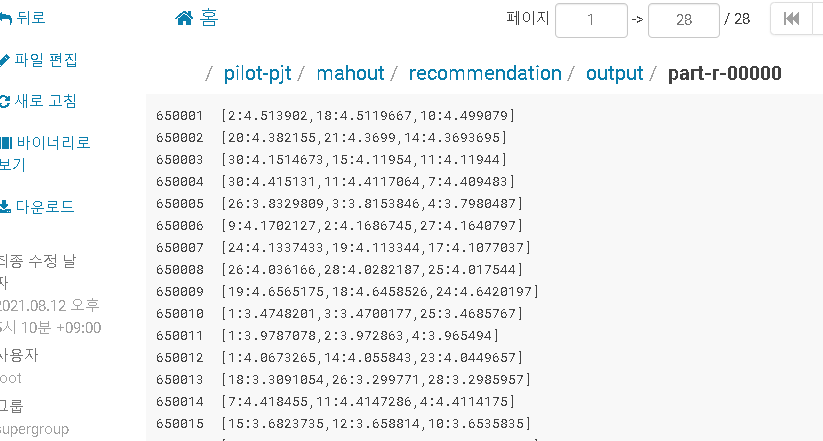 뒤로
파일 편집
새로 고침
바이너리로
보기
다운로드
최종 수정 날
자
2021.08.12 오후
5시 10분 +09:00
사용자
root
그룹
supergroup
홈
페이지 1 -> 28 / 28
/ pilot-pjt / mahout / recommendation / output / part-r-00000
650001 [2:4.513902,18:4.5119667,10:4.499079]
650002 [20:4.382155,21:4.3699,14:4.3693695]
650003 [30:4.1514673,15:4.11954,11:4.11944]
650004 [30:4.415131,11:4.4117064,7:4.409483]
650005 [26:3.8329809,3:3.8153846,4:3.7980487]
650006 [9:4.1702127,2:4.1686745,27:4.1640797]
650007 [24:4.1337433,19:4.113344,17:4.1077037]
650008 [26:4.036166,28:4.0282187,25:4.017544]
650009 [19:4.6565175,18:4.6458526,24:4.6420197]
650010 [1:3.4748201,3:3.4700177,25:3.4685767]
650011 [1:3.9787078,2:3.972863,4:3.965494]
650012 [1:4.0673265,14:4.055843,23:4.0449657]
650013 [18:3.3091054,26:3.299771,28:3.2985957]
650014 [7:4.418455,11:4.4147286,4:4.4114175]
650015 [15:3.6823735,12:3.658814,10:3.6535835]